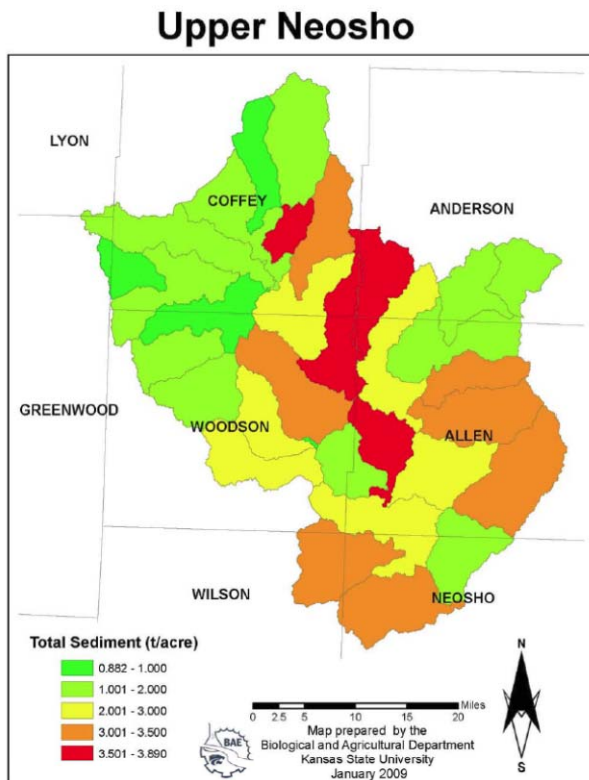 Upper Neosho
LYON
COFFEY
ANDERSON
GREENWOOD
WOODSON
ALLEN
WILSON
NEOSHO
Total Sediment (t/acre)
0.882 - 1.000
1.001 - 2.000
2.001 - 3.000
3.001 - 3.500
3.501 - 3.890
N
S
Miles
0 2.5 5 10 15 20
BAE
Map prepared by the
Biological and Agricultural Department
Kansas State University
January 2009